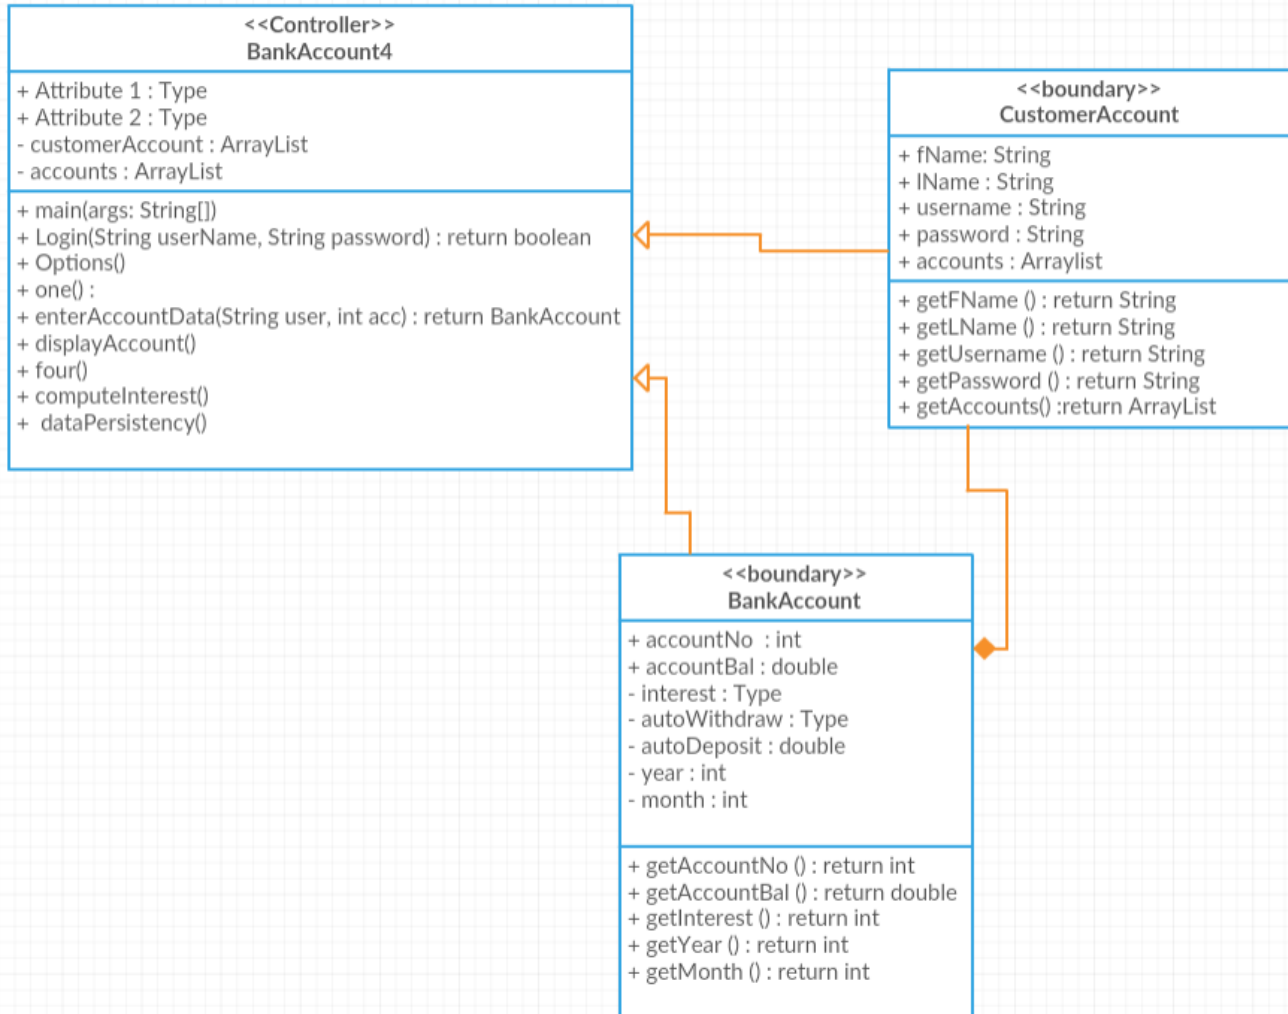 <<Controller>>
BankAccount4
+ Attribute 1 : Type
+ Attribute 2 : Type
- customerAccount : ArrayList
- accounts : ArrayList
+ main(args: String[])
+ Login(String userName, String password) : return boolean
+ Options()
+ one() :
+ enterAccountData(String user, int acc) : return BankAccount
+ displayAccount()
+ four()
+ computeInterest()
+  dataPersistency()
<<boundary>>
CustomerAccount
+ fName: String
+ lName : String
+ username : String
+ password : String
+ accounts : Arraylist
+ getFName () : return String
+ getLName () : return String
+ getUsername () : return String
+ getPassword () : return String
+ getAccounts() :return ArrayList
<<boundary>>
BankAccount
+ accountNo  : int
+ accountBal : double
- interest : Type
- autoWithdraw : Type
- autoDeposit : double
- year : int
- month : int
+ getAccountNo () : return int
+ getAccountBal () : return double
+ getInterest () : return int
+ getYear () : return int
+ getMonth () : return int